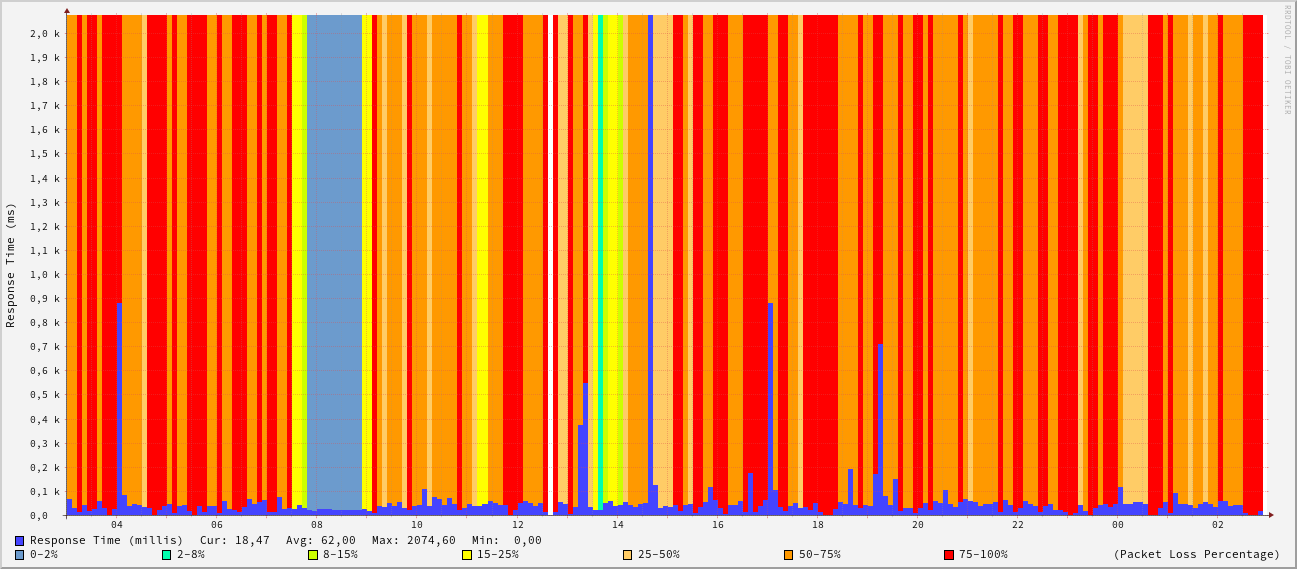 RRDTOOL / TOBI OETIKER
Response Time (ms)
2,0 k
1,9 k
1,8 k
1,7 k
1,6 k
1,5 k
1,4 k
1,3 k
1,2 k
1,1 k
1,0 k
0,9 k
0,8 k
0,7 k
0,6 k
0,5 k
0,4 k
0,3 k
0,2 k
0,1 k
0,0
04 06 08 10 12 14 16 18 20 22 00 02
Response Time (millis) Cur: 18,47 Avg: 62,00 Max: 2074,60 Min: 0,00
0-2% 2-8% 8-15% 15-25% 25-50% 50-75% 75-100% (Packet Loss Percentage)